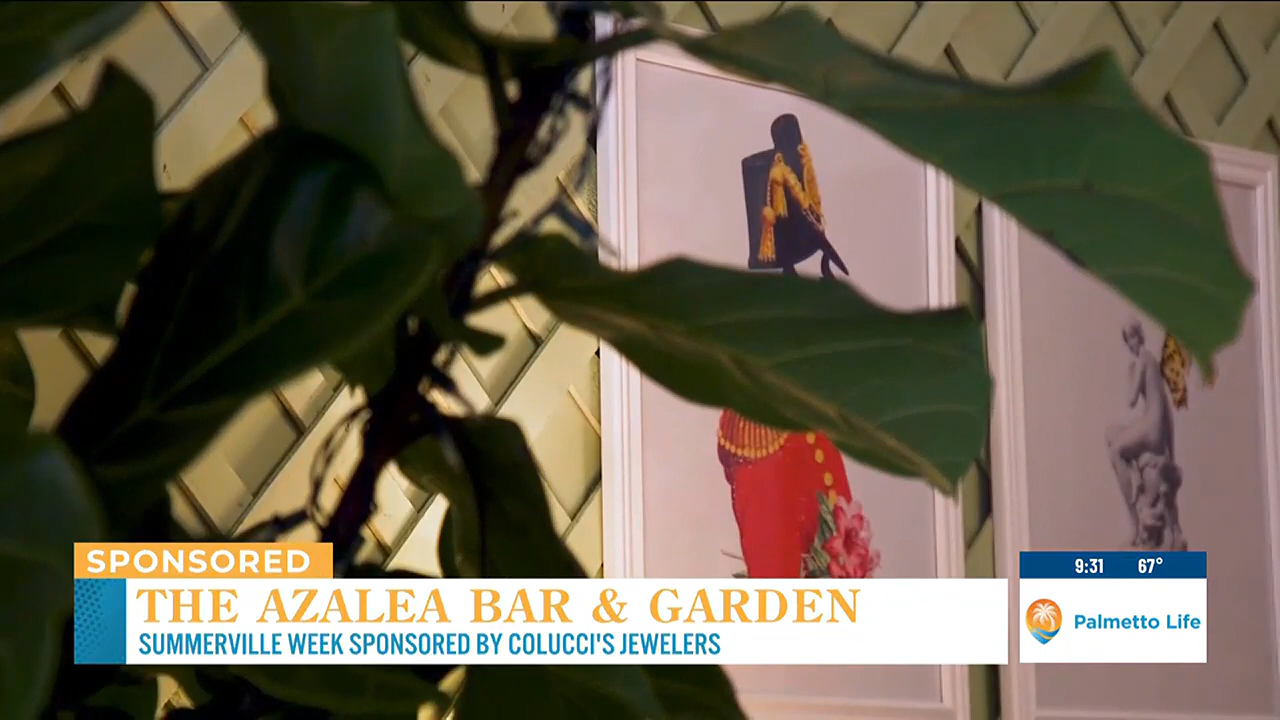 SPONSORED
THE AZALEA BAR & GARDEN
SUMMERVILLE WEEK SPONSORED BY COLUCCI'S JEWELERS
9:31 67°
Palmetto Life